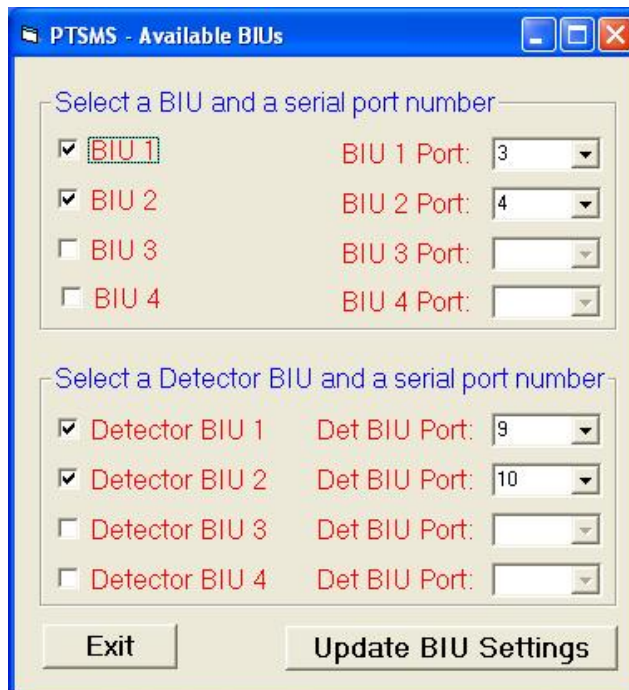 PTSMS - Available BIUs
Select a BIU and a serial port number
BIU 1 BIU 1 Port: 3
BIU 2 BIU 2 Port: 4
BIU 3 BIU 3 Port:
BIU 4 BIU 4 Port:
Select a Detector BIU and a serial port number
Detector BIU 1 Det BIU Port: 9
Detector BIU 2 Det BIU Port: 10
Detector BIU 3 Det BIU Port:
Detector BIU 4 Det BIU Port:
Exit Update BIU Settings